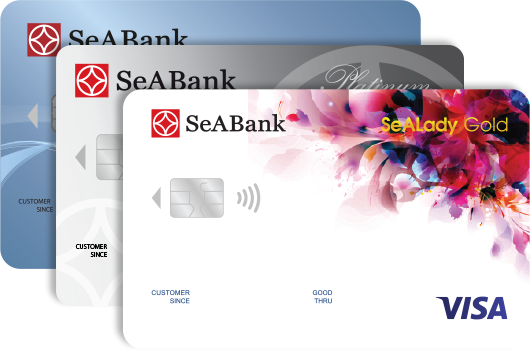 SeABank
SeABank
Platinum
SeABank
SeALady Gold
CUSTOMER
SINCE
CUSTOMER
SINCE
CUSTOMER
SINCE
GOOD
THRU
VISA